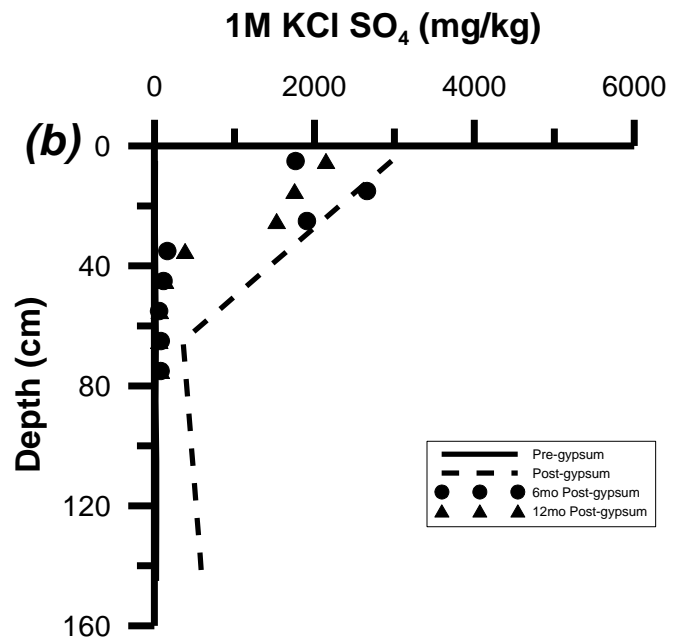 1M KCl SO₄ (mg/kg)
0 2000 4000 6000
(b)
0
40
80
120
160
Depth (cm)
Pre-gypsum
Post-gypsum
6mo Post-gypsum
12mo Post-gypsum